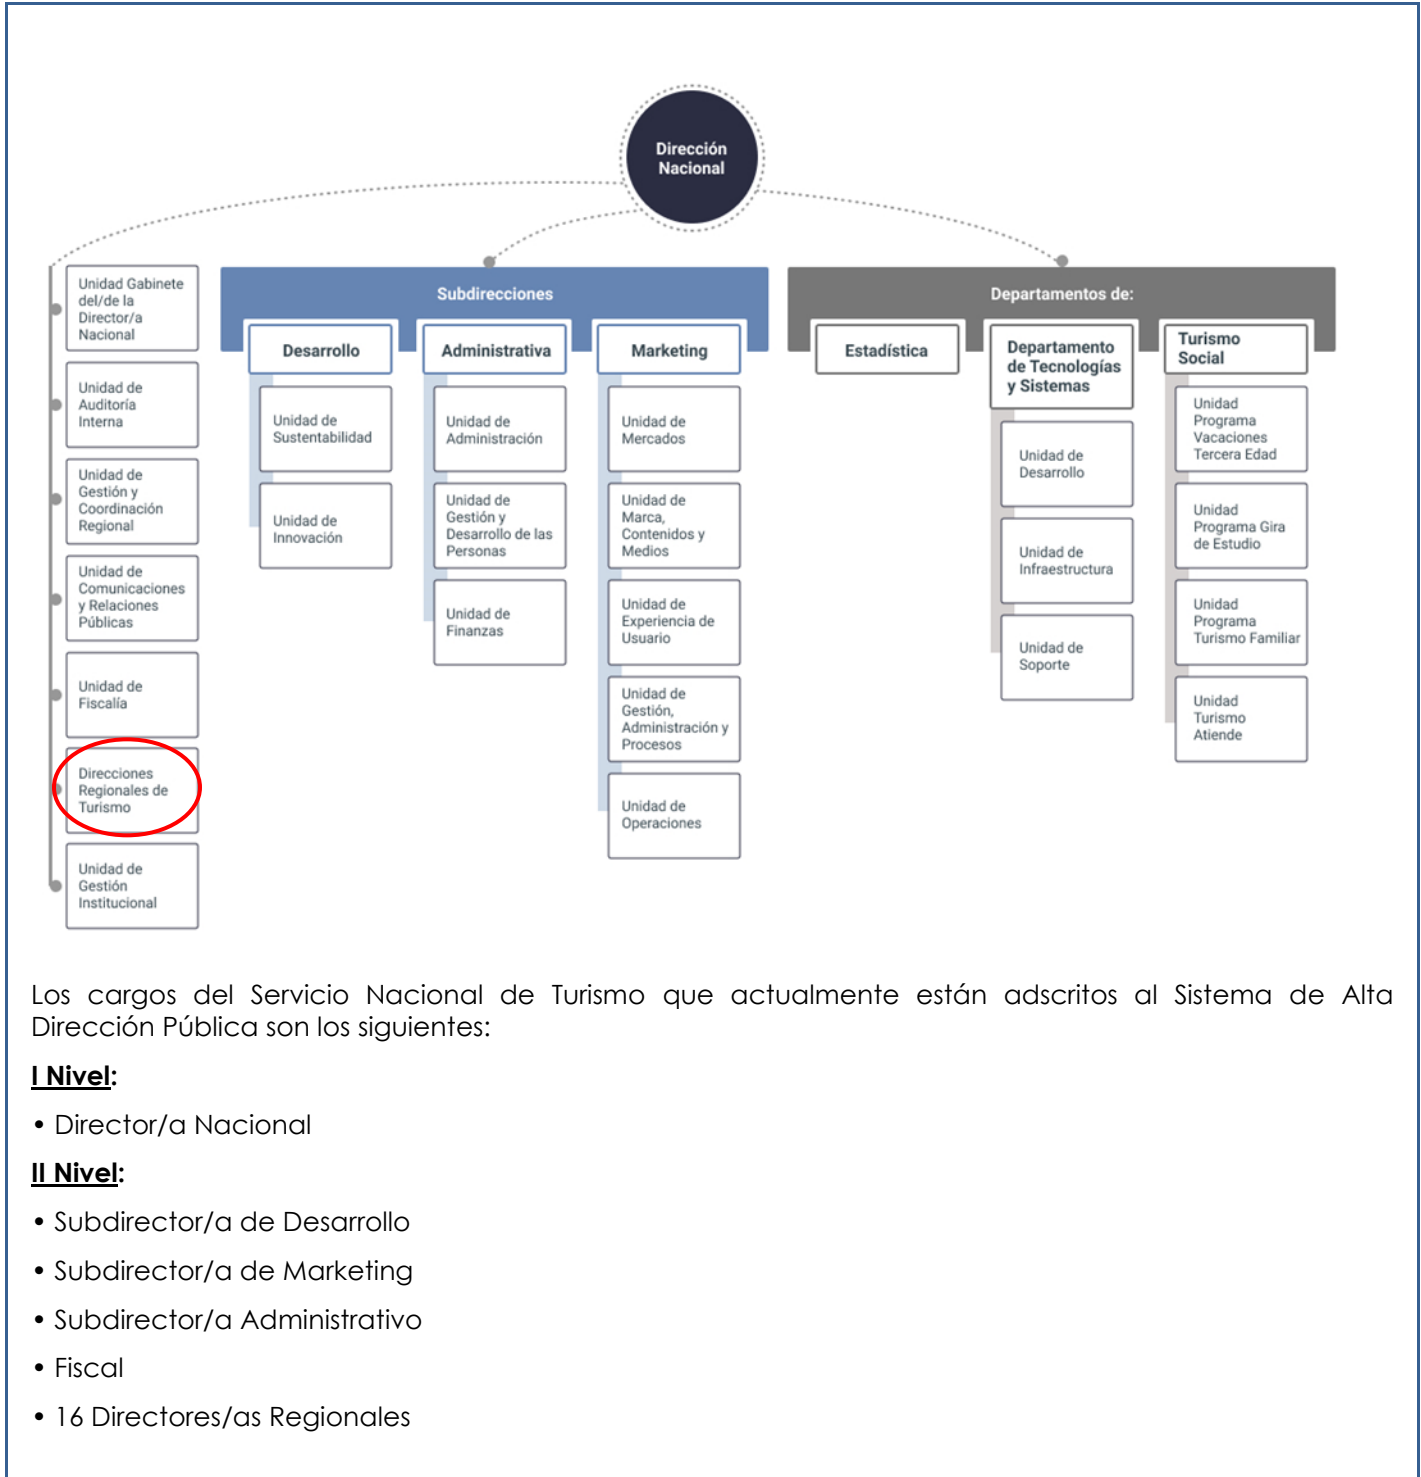 Dirección
Nacional
Unidad Gabinete
del/de la
Director/a
Nacional
Unidad de
Auditoría
Interna
Unidad de
Gestión y
Coordinación
Regional
Unidad de
Comunicaciones
y Relaciones
Públicas
Unidad de
Fiscalía
Direcciones
Regionales de
Turismo
Unidad de
Gestión
Institucional
Subdirecciones
Desarrollo
Unidad de
Sustentabilidad
Unidad de
Innovación
Administrativa
Unidad de
Administración
Unidad de
Gestión y
Desarrollo de las
Personas
Unidad de
Finanzas
Marketing
Unidad de
Mercados
Unidad de
Marca,
Contenidos y
Medios
Unidad de
Experiencia de
Usuario
Unidad de
Gestión,
Administración y
Procesos
Unidad de
Operaciones
Departamentos de:
Estadística
Departamento
de Tecnologías
y Sistemas
Unidad de
Desarrollo
Unidad de
Infraestructura
Unidad de
Soporte
Turismo
Social
Unidad
Programa
Vacaciones
Tercera Edad
Unidad
Programa Gira
de Estudio
Unidad
Programa
Turismo Familiar
Unidad
Turismo
Atiende
Los cargos del Servicio Nacional de Turismo que actualmente están adscritos al Sistema de Alta
Dirección Pública son los siguientes:
I Nivel:
• Director/a Nacional
II Nivel:
• Subdirector/a de Desarrollo
• Subdirector/a de Marketing
• Subdirector/a Administrativo
• Fiscal
• 16 Directores/as Regionales